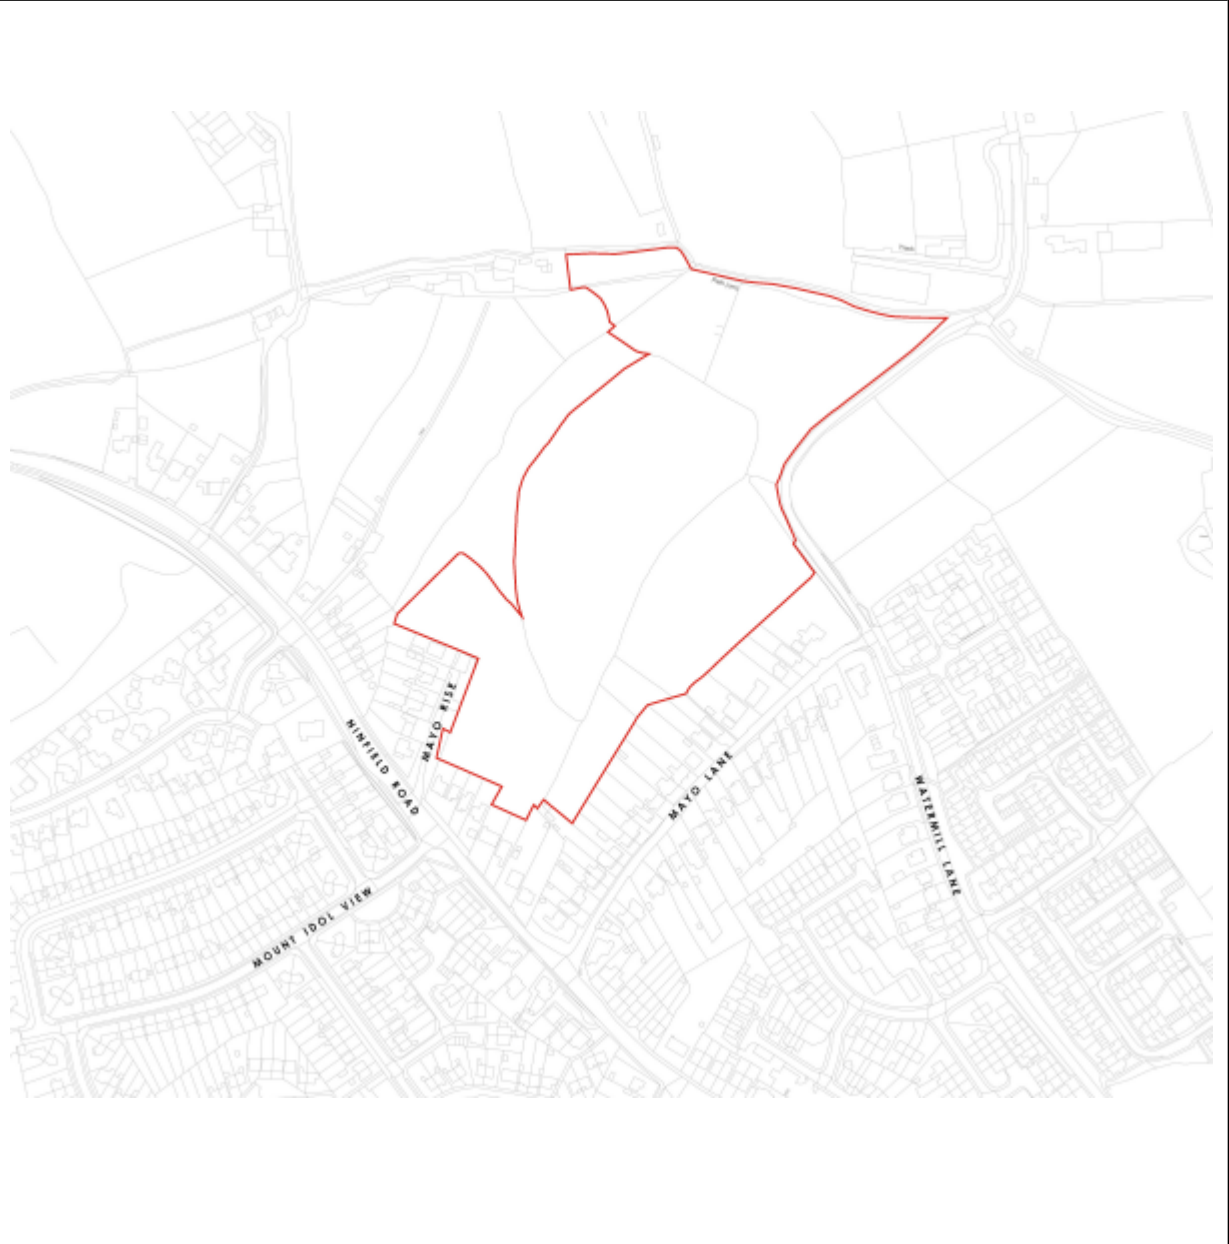 MAYO RISE
NINFIELD ROAD
MAYO LANE
WATERMILL LANE
MOUNT IDOL VIEW